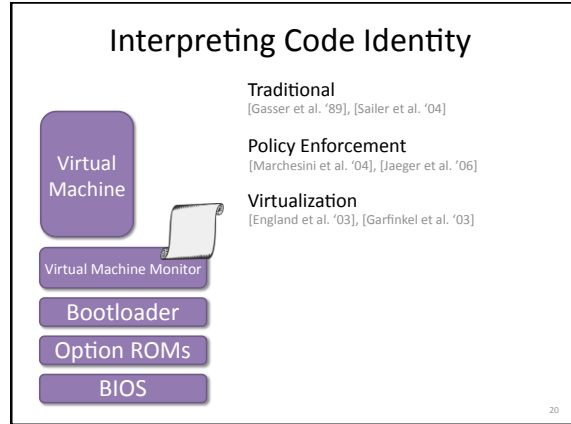 Interpreting Code Identity
Traditional
[Gasser et al. ‘89], [Sailer et al. ‘04]
Policy Enforcement
[Marchesini et al. ‘04], [Jaeger et al. ’06]
Virtualization
[England et al. ‘03], [Garfinkel et al. ‘03]
Virtual
Machine
Virtual Machine Monitor
Bootloader
Option ROMs
BIOS
20